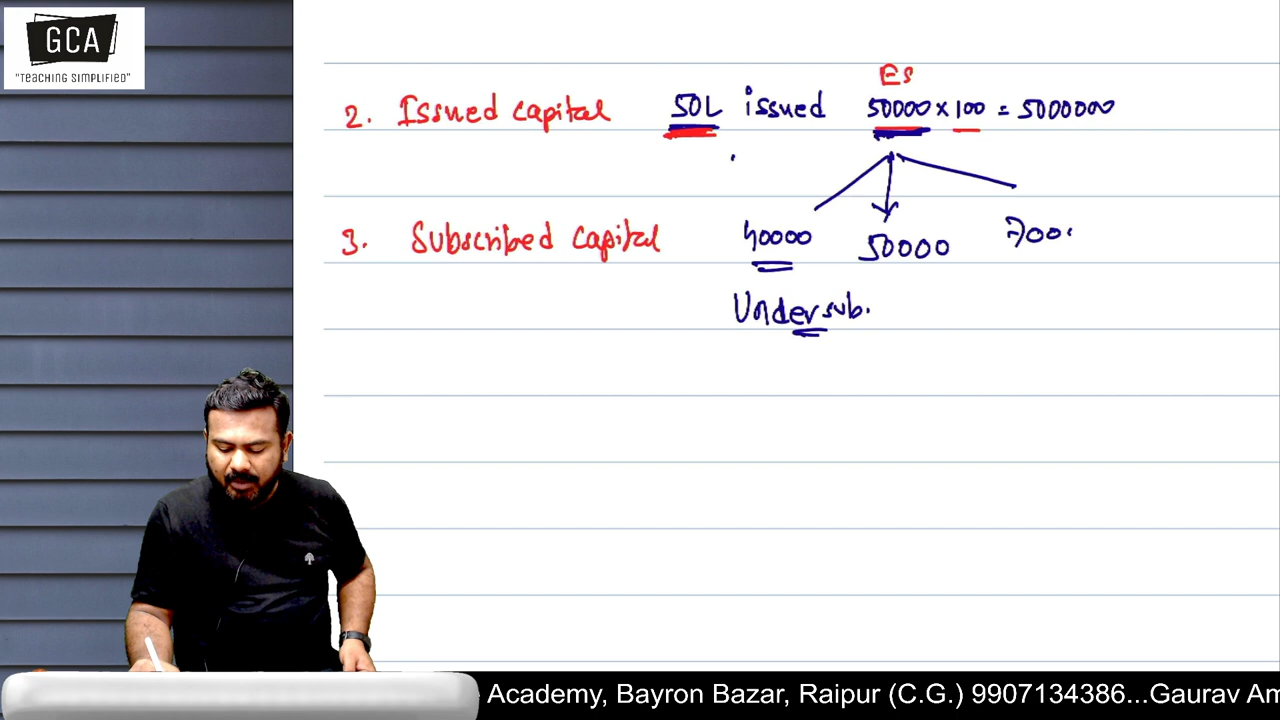 GCA
"TEACHING SIMPLIFIED"
ES
2. Issued capital 50L issued 50000 × 100 = 5000000
3. Subscribed capital 40000 50000 700
Undersub.
Academy, Bayron Bazar, Raipur (C.G.) 9907134386...Gaurav Am